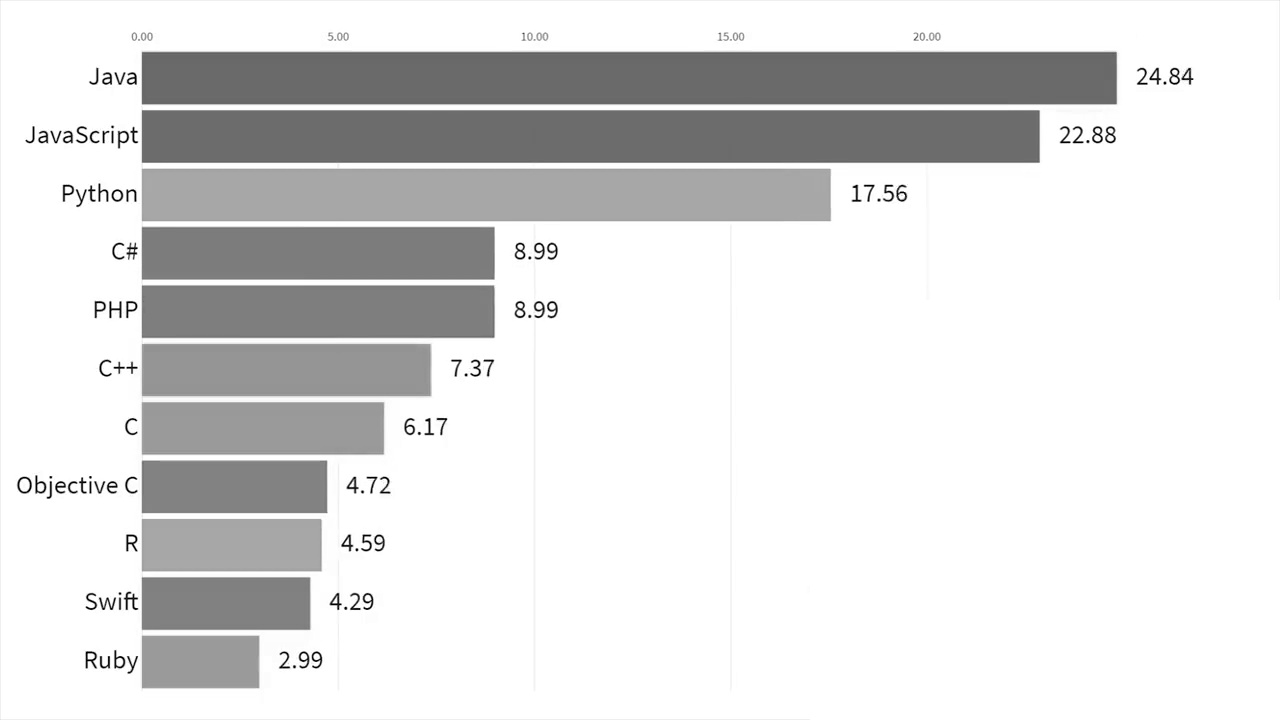 0.00 5.00 10.00 15.00 20.00
Java 24.84
JavaScript 22.88
Python 17.56
C# 8.99
PHP 8.99
C++ 7.37
C 6.17
Objective C 4.72
R 4.59
Swift 4.29
Ruby 2.99